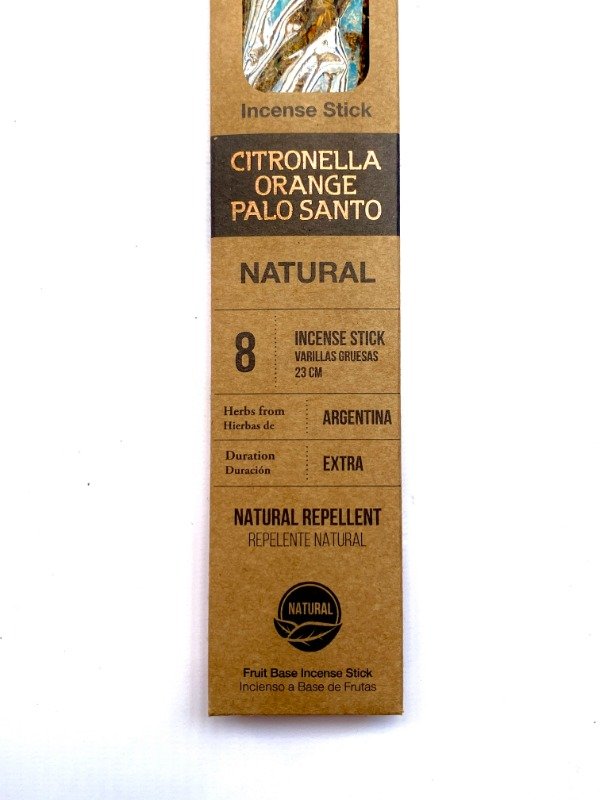 Incense Stick
CITRONELLA
ORANGE
PALO SANTO
NATURAL
8
INCENSE STICK
VARILLAS GRUESAS
23 CM
Herbs from
Hierbas de
ARGENTINA
Duration
Duración
EXTRA
NATURAL REPELLENT
REPELENTE NATURAL
NATURAL
Fruit Base Incense Stick
Incienso a Base de Frutas